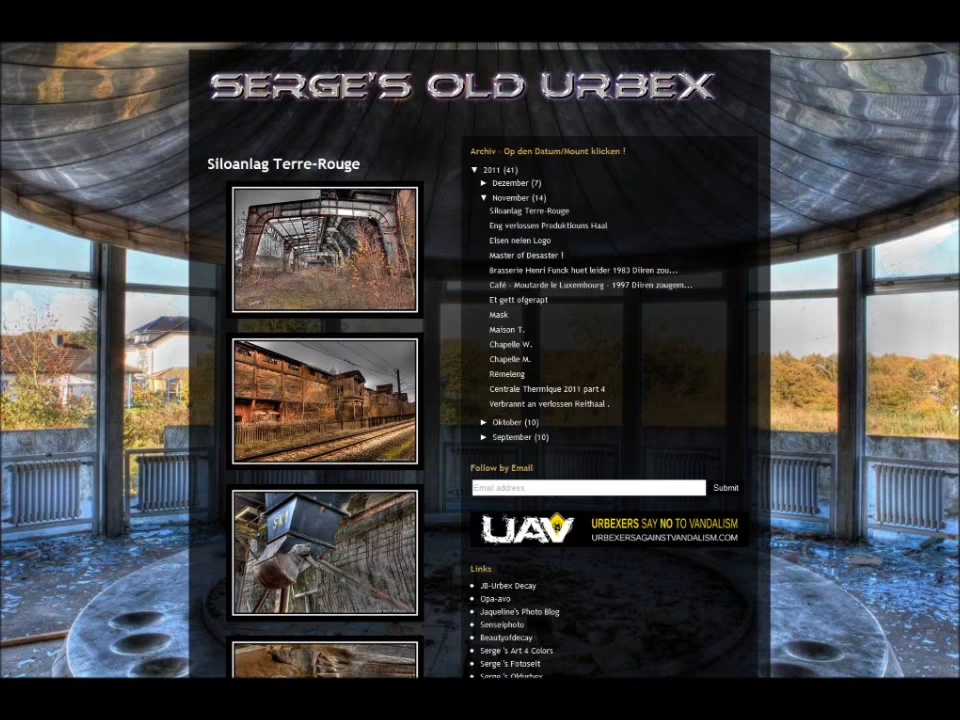 SERGE'S OLD URBEX
Siloanlag Terre-Rouge
Archiv - Op den Datum/Mount klicken !
▼ 2011 (41)
► Dezember (7)
▼ November (14)
Siloanlag Terre-Rouge
Eng verlossen Produktiouns Haal
Eisen neien Logo
Master of Desaster !
Brasserie Henri Funck huet leider 1983 Diiren zou...
Café - Moutarde le Luxembourg - 1997 Diiren zougem...
Et gett ofgerapt
Mask
Maison T.
Chapelle W.
Chapelle M.
Rëmeleng
Centrale Thermique 2011 part 4
Verbrannt an verlossen Reithaal .
► Oktober (10)
► September (10)
Follow by Email
Email address... Submit
UAV URBEXERS SAY NO TO VANDALISM
URBEXERSAGAINSTVANDALISM.COM
Links
JB-Urbex Decay
Opa-avo
Jaqueline's Photo Blog
Senseiphoto
Beautyofdecay
Serge 's Art 4 Colors
Serge 's Fotoseit
Serge 's Oldurbex